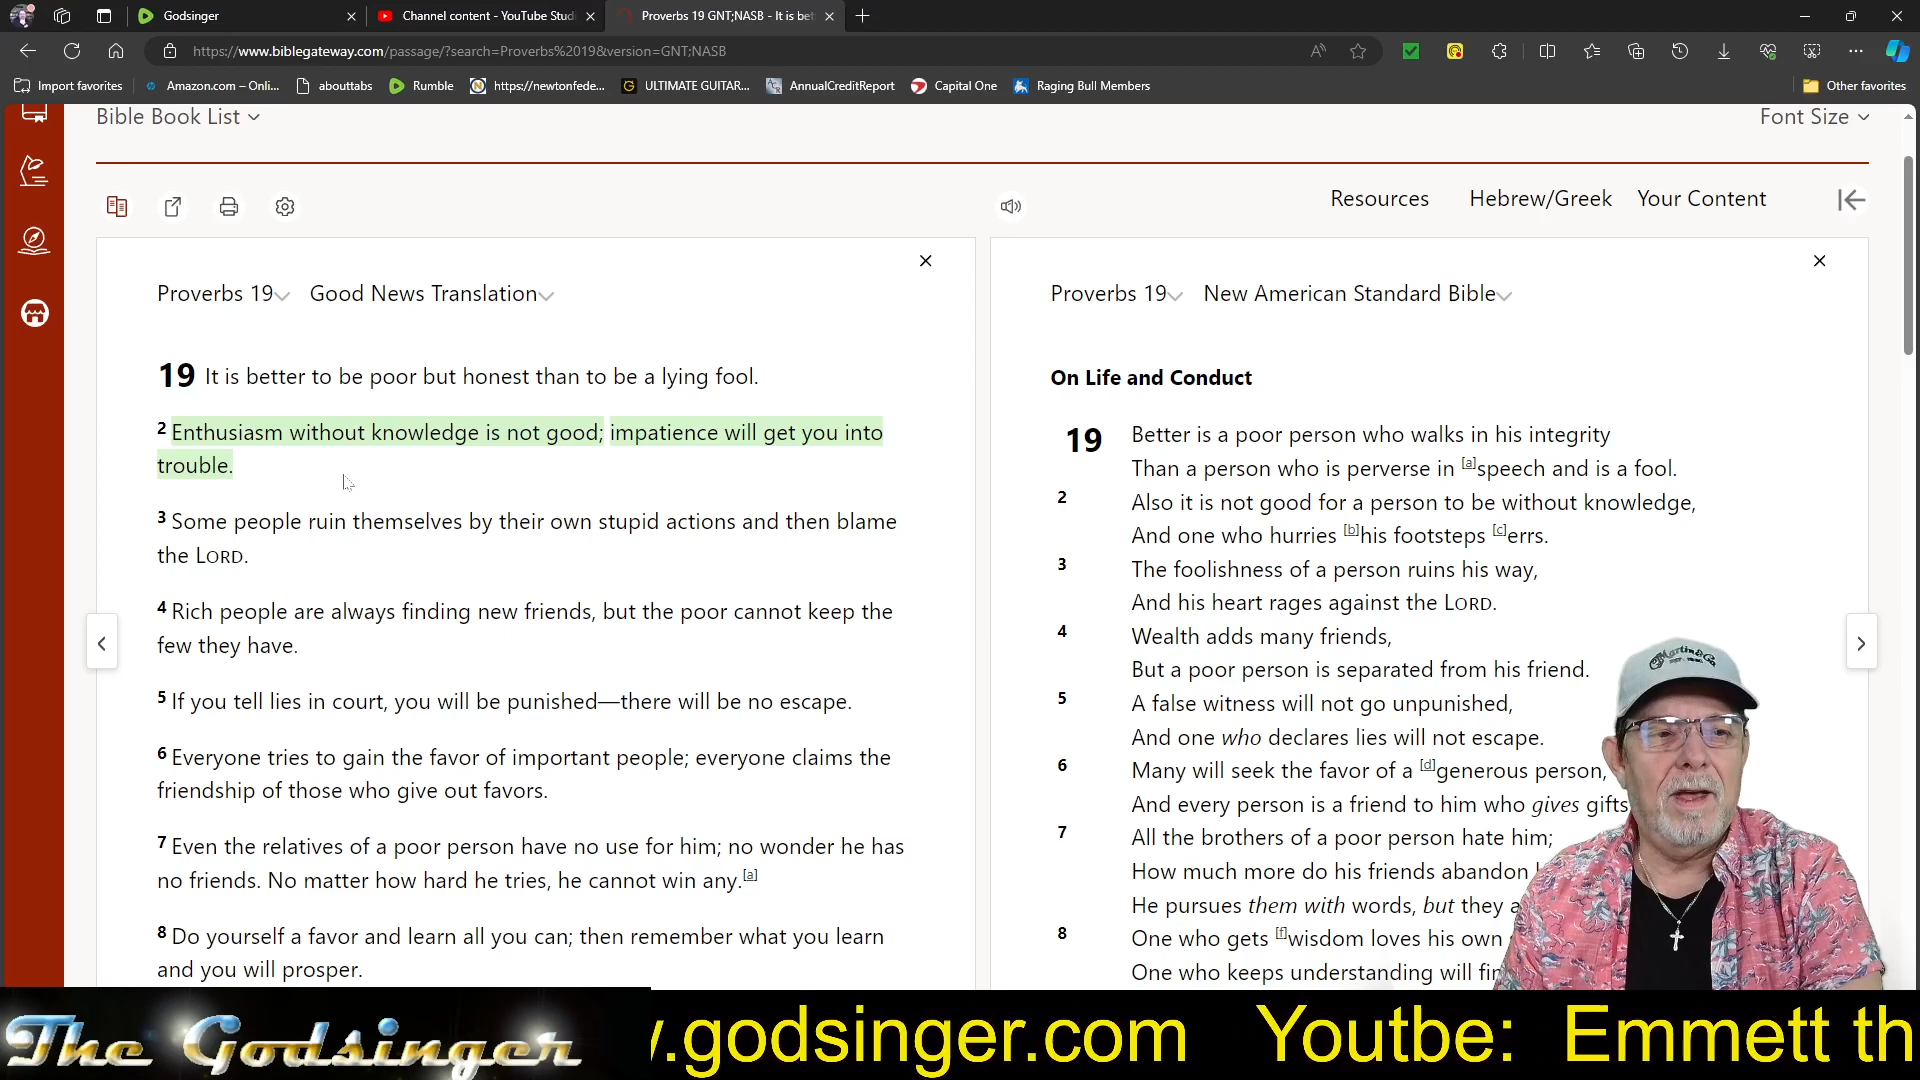 Godsinger
Channel content - YouTube Studi
Proverbs 19 GNT;NASB - It is bet
https://www.biblegateway.com/passage/?search=Proverbs%2019&version=GNT;NASB
Import favorites
Amazon.com – Onli...
abouttabs
Rumble
https://newtonfede...
ULTIMATE GUITAR...
AnnualCreditReport
Capital One
Raging Bull Members
Other favorites
Bible Book List
Font Size
Resources
Hebrew/Greek
Your Content
Proverbs 19
Good News Translation
19 It is better to be poor but honest than to be a lying fool.
2 Enthusiasm without knowledge is not good; impatience will get you into
trouble.
3 Some people ruin themselves by their own stupid actions and then blame
the LORD.
4 Rich people are always finding new friends, but the poor cannot keep the
few they have.
5 If you tell lies in court, you will be punished—there will be no escape.
6 Everyone tries to gain the favor of important people; everyone claims the
friendship of those who give out favors.
7 Even the relatives of a poor person have no use for him; no wonder he has
no friends. No matter how hard he tries, he cannot win any.[a]
8 Do yourself a favor and learn all you can; then remember what you learn
and you will prosper.
Proverbs 19
New American Standard Bible
On Life and Conduct
19 Better is a poor person who walks in his integrity
Than a person who is perverse in [a]speech and is a fool.
2 Also it is not good for a person to be without knowledge,
And one who hurries [b]his footsteps [c]errs.
3 The foolishness of a person ruins his way,
And his heart rages against the LORD.
4 Wealth adds many friends,
But a poor person is separated from his friend.
5 A false witness will not go unpunished,
And one who declares lies will not escape.
6 Many will seek the favor of a [d]generous person,
And every person is a friend to him who gives gifts
7 All the brothers of a poor person hate him;
How much more do his friends abandon
He pursues them with words, but they
8 One who gets [f]wisdom loves his own
One who keeps understanding will
Martin & Co
The Godsinger
.godsinger.com Youtbe: Emmett th